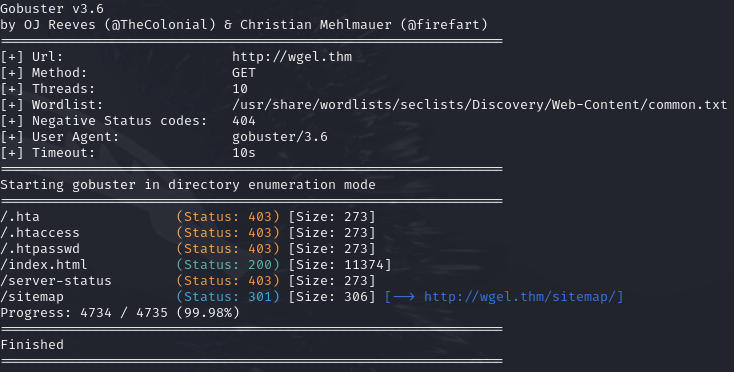 Gobuster v3.6
by OJ Reeves (@TheColonial) & Christian Mehlmauer (@firefart)
===============================================================
[+] Url:                     http://wgel.thm
[+] Method:                  GET
[+] Threads:                 10
[+] Wordlist:                /usr/share/wordlists/seclists/Discovery/Web-Content/common.txt
[+] Negative Status codes:   404
[+] User Agent:              gobuster/3.6
[+] Timeout:                 10s
===============================================================
Starting gobuster in directory enumeration mode
===============================================================
/.hta                 (Status: 403) [Size: 273]
/.htaccess            (Status: 403) [Size: 273]
/.htpasswd            (Status: 403) [Size: 273]
/index.html           (Status: 200) [Size: 11374]
/server-status        (Status: 403) [Size: 273]
/sitemap              (Status: 301) [Size: 306] [--> http://wgel.thm/sitemap/]
Progress: 4734 / 4735 (99.98%)
===============================================================
Finished
===============================================================